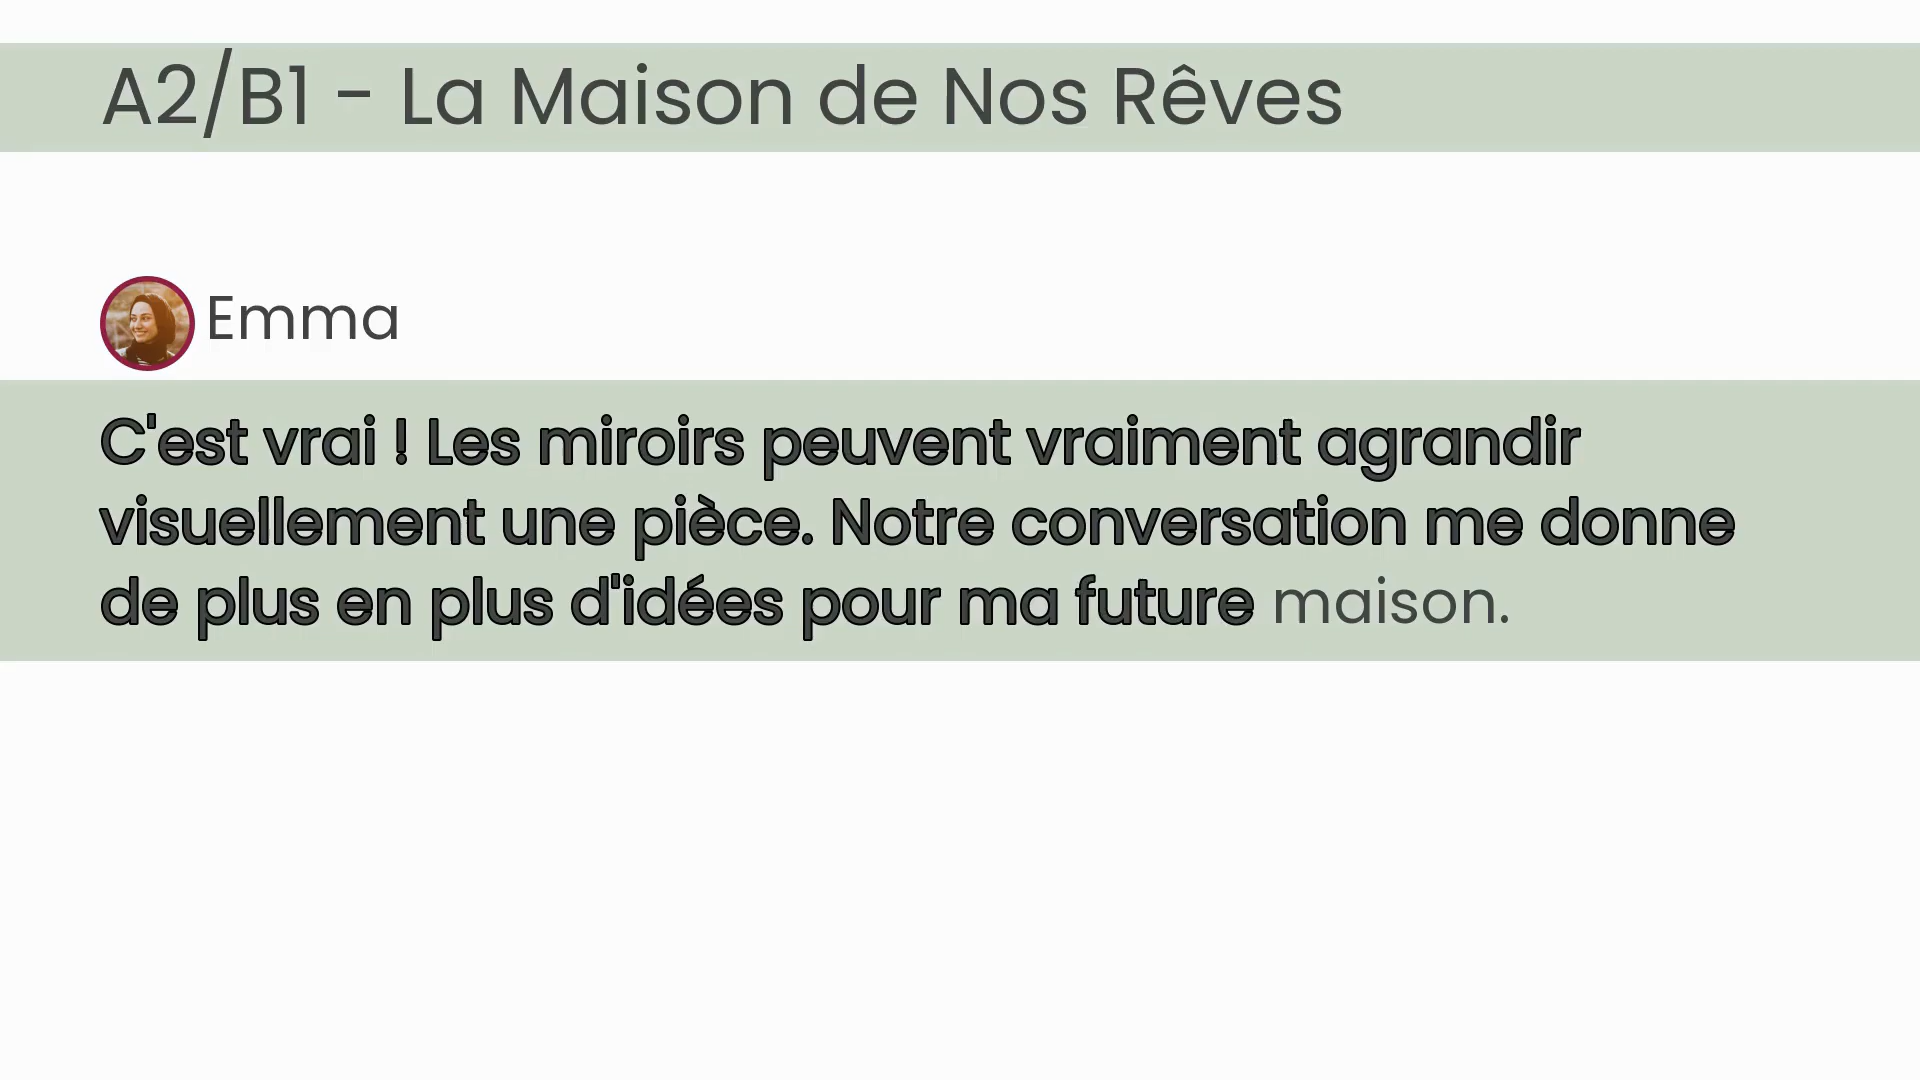 A2/B1 - La Maison de Nos Rêves
Emma
C'est vrai ! Les miroirs peuvent vraiment agrandir
visuellement une pièce. Notre conversation me donne
de plus en plus d'idées pour ma future maison.